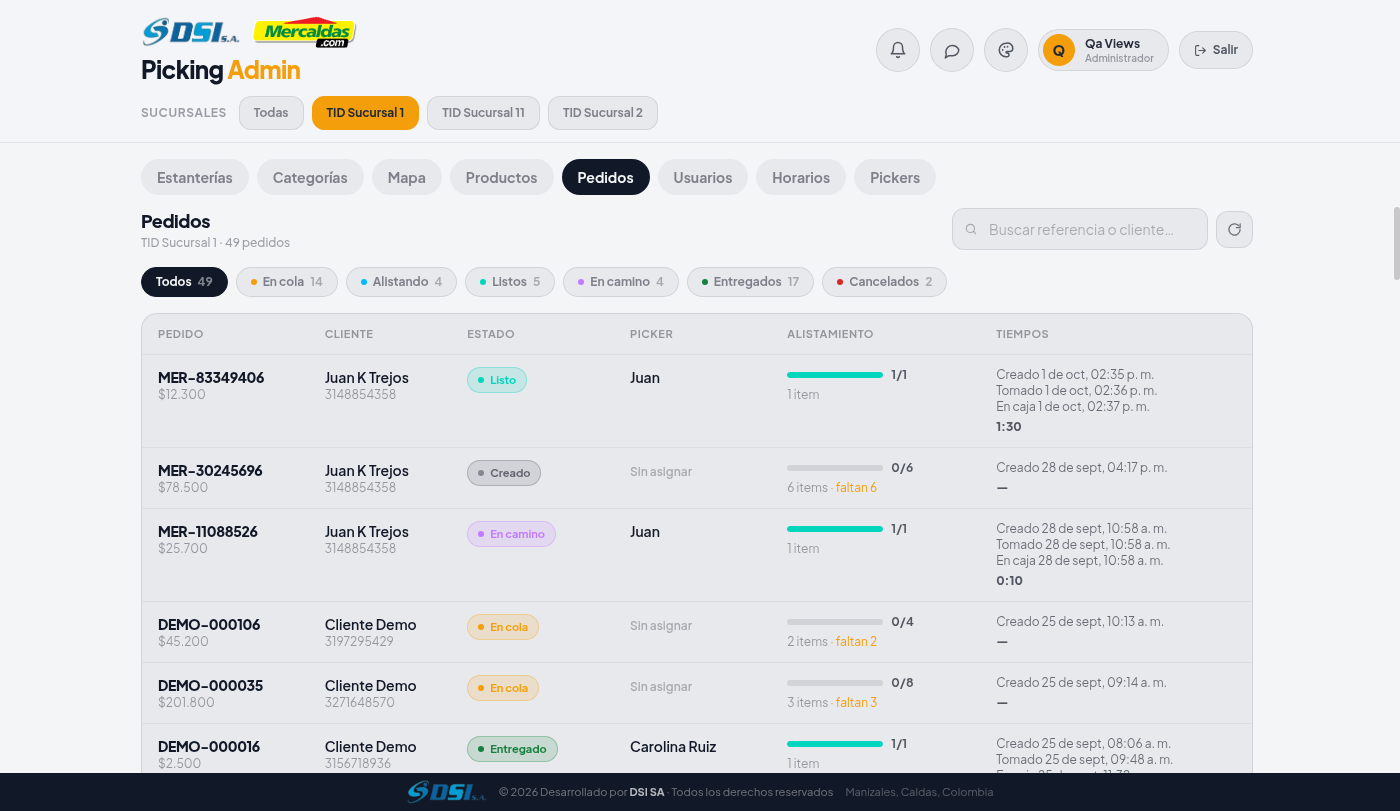 DSI S.A. Mercaldas .com
Picking Admin
Q Qa Views
Administrador
Salir
SUCURSALES Todas TID Sucursal 1 TID Sucursal 11 TID Sucursal 2
Estanterías Categorías Mapa Productos Pedidos Usuarios Horarios Pickers
Pedidos
TID Sucursal 1 · 49 pedidos
Buscar referencia o cliente...
Todos 49 En cola 14 Alistando 4 Listos 5 En camino 4 Entregados 17 Cancelados 2
PEDIDO CLIENTE ESTADO PICKER ALISTAMIENTO TIEMPOS
MER-83349406 Juan K Trejos Listo Juan 1/1 Creado 1 de oct, 02:35 p. m.
$12.300 3148854358 1 item Tomado 1 de oct, 02:36 p. m.
En caja 1 de oct, 02:37 p. m.
1:30
MER-30245696 Juan K Trejos Creado Sin asignar 0/6 Creado 28 de sept, 04:17 p. m.
$78.500 3148854358 6 items · faltan 6 —
MER-11088526 Juan K Trejos En camino Juan 1/1 Creado 28 de sept, 10:58 a. m.
$25.700 3148854358 1 item Tomado 28 de sept, 10:58 a. m.
En caja 28 de sept, 10:58 a. m.
0:10
DEMO-000106 Cliente Demo En cola Sin asignar 0/4 Creado 25 de sept, 10:13 a. m.
$45.200 3197295429 2 items · faltan 2 —
DEMO-000035 Cliente Demo En cola Sin asignar 0/8 Creado 25 de sept, 09:14 a. m.
$201.800 3271648570 3 items · faltan 3 —
DEMO-000016 Cliente Demo Entregado Carolina Ruiz 1/1 Creado 25 de sept, 08:06 a. m.
$2.500 3156718936 1 item Tomado 25 de sept, 09:48 a. m.
DSI S.A. © 2026 Desarrollado por DSI SA · Todos los derechos reservados Manizales, Caldas, Colombia